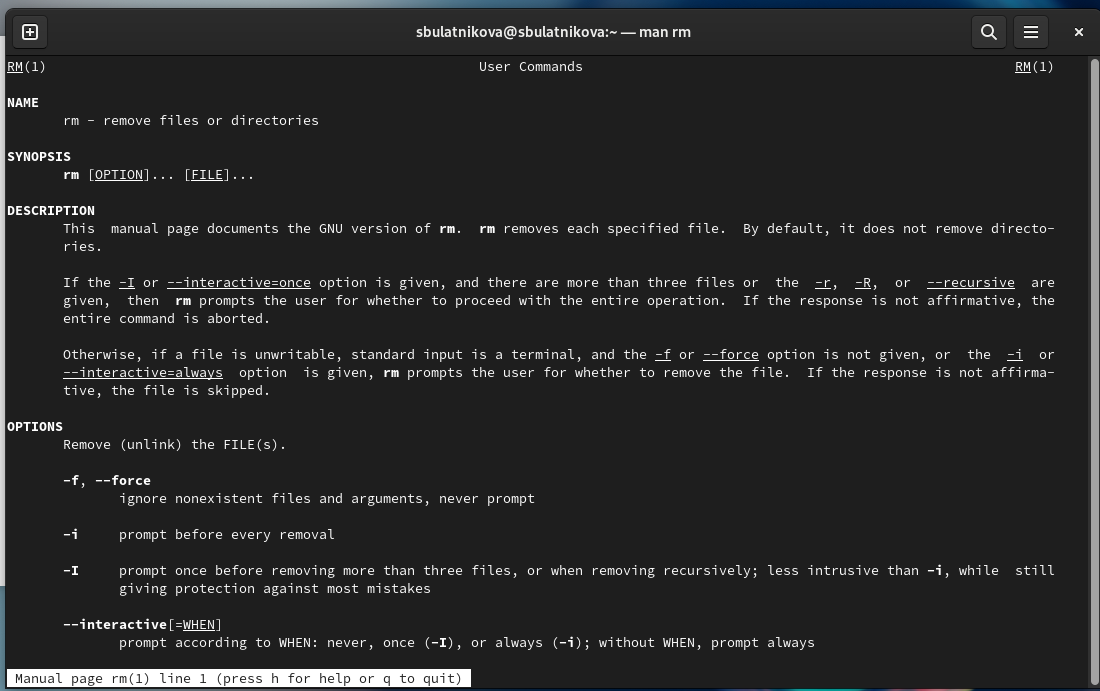 sbulatnikova@sbulatnikova:~ — man rm
RM(1) User Commands RM(1)
NAME
rm - remove files or directories
SYNOPSIS
rm [OPTION]... [FILE]...
DESCRIPTION
This manual page documents the GNU version of rm. rm removes each specified file. By default, it does not remove directo-
ries.
If the -I or --interactive=once option is given, and there are more than three files or the -r, -R, or --recursive are
given, then rm prompts the user for whether to proceed with the entire operation. If the response is not affirmative, the
entire command is aborted.
Otherwise, if a file is unwritable, standard input is a terminal, and the -f or --force option is not given, or the -i or
--interactive=always option is given, rm prompts the user for whether to remove the file. If the response is not affirma-
tive, the file is skipped.
OPTIONS
Remove (unlink) the FILE(s).
-f, --force
ignore nonexistent files and arguments, never prompt
-i prompt before every removal
-I prompt once before removing more than three files, or when removing recursively; less intrusive than -i, while still
giving protection against most mistakes
--interactive[=WHEN]
prompt according to WHEN: never, once (-I), or always (-i); without WHEN, prompt always
Manual page rm(1) line 1 (press h for help or q to quit)